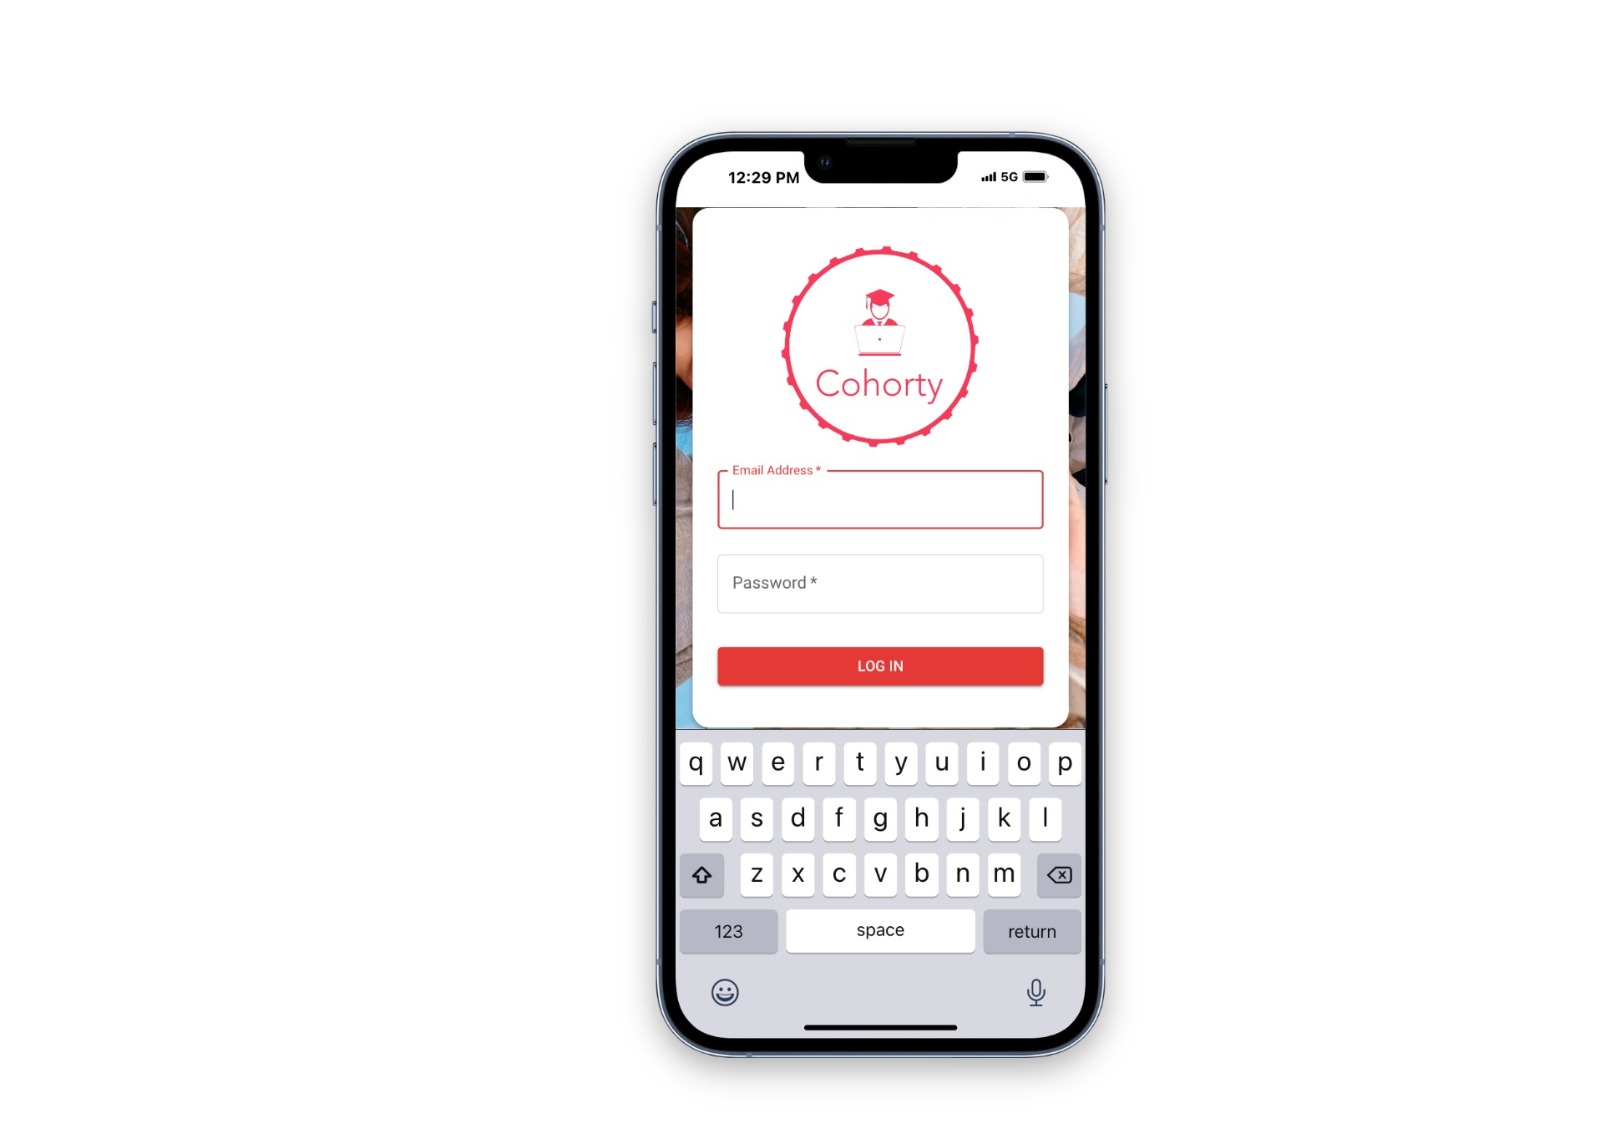 12:29 PM 5G
Cohorty
Email Address *
Password *
LOG IN
q w e r t y u i o p
a s d f g h j k l
z x c v b n m
123 space return